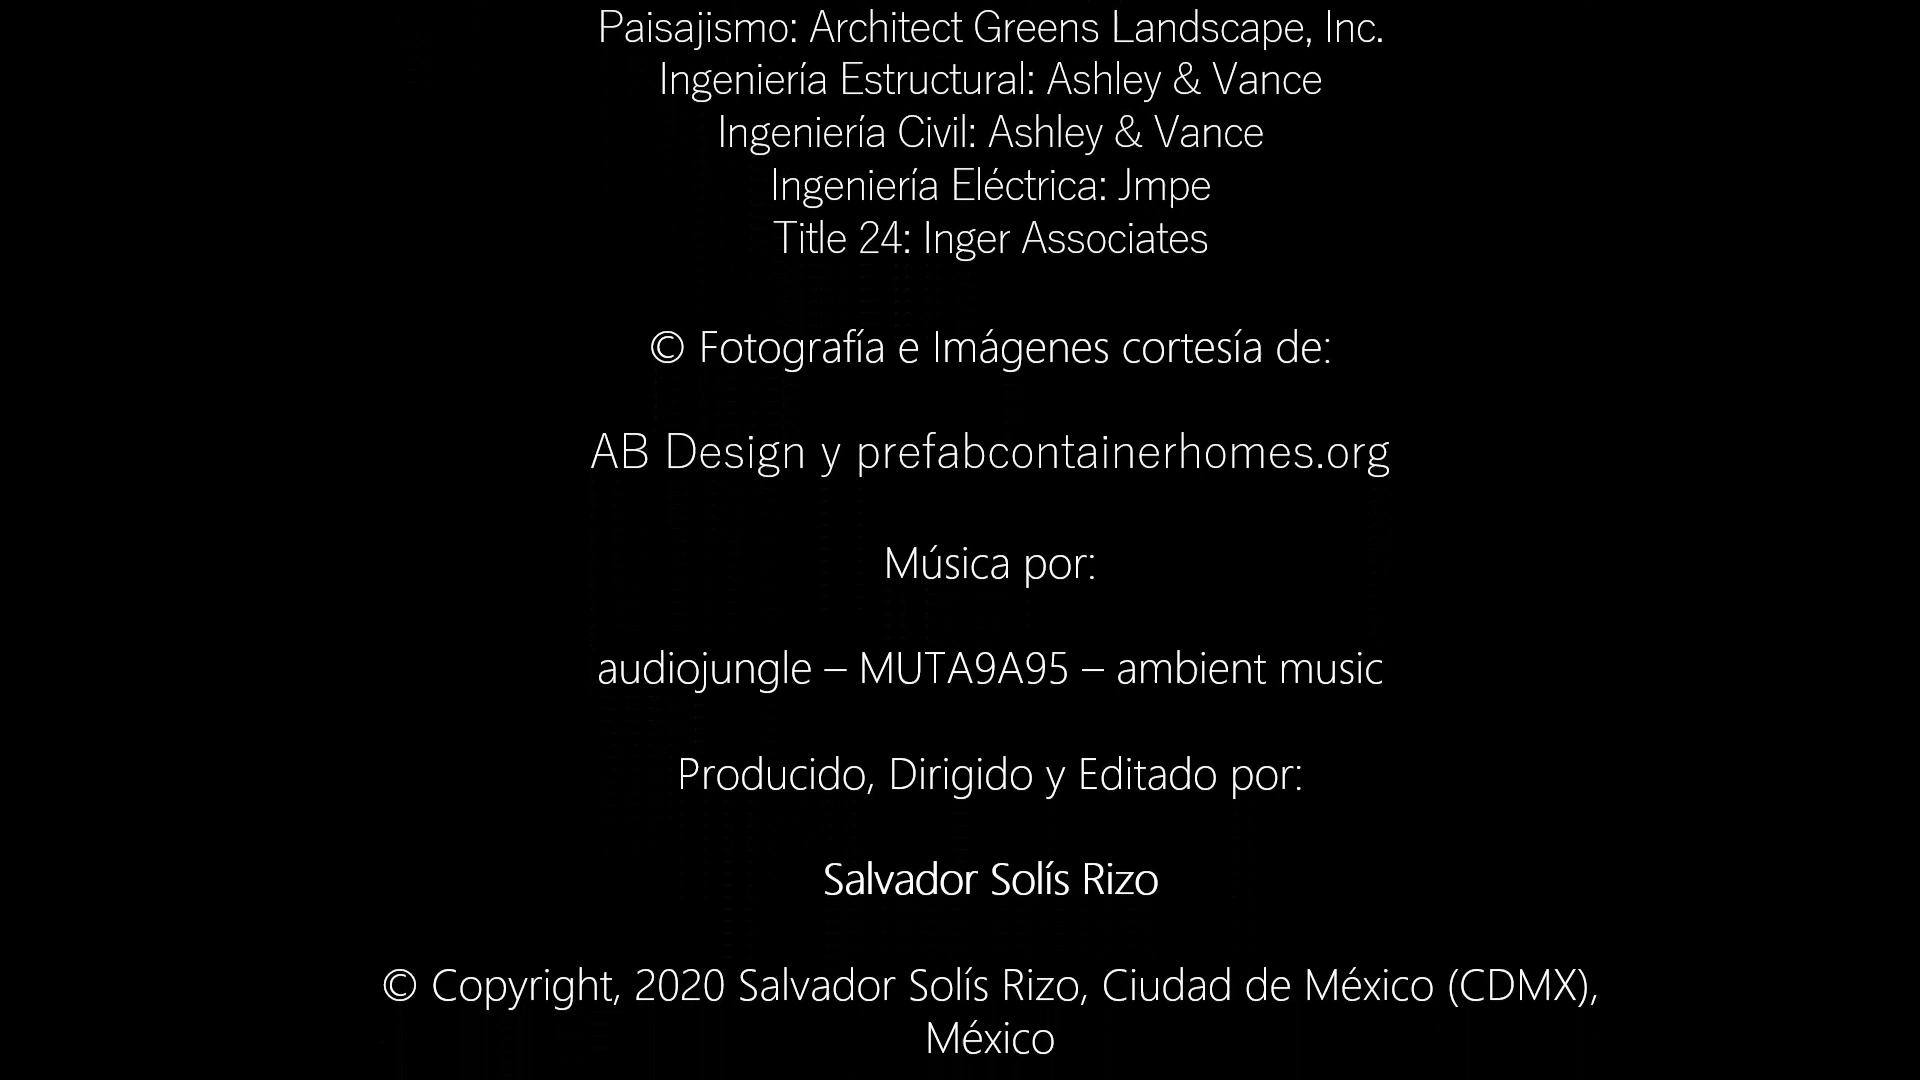 Paisajismo: Architect Greens Landscape, Inc.
Ingeniería Estructural: Ashley & Vance
Ingeniería Civil: Ashley & Vance
Ingeniería Eléctrica: Jmpe
Title 24: Inger Associates
© Fotografía e Imágenes cortesía de:
AB Design y prefabcontainerhomes.org
Música por:
audiojungle – MUTA9A95 – ambient music
Producido, Dirigido y Editado por:
Salvador Solís Rizo
© Copyright, 2020 Salvador Solís Rizo, Ciudad de México (CDMX),
México